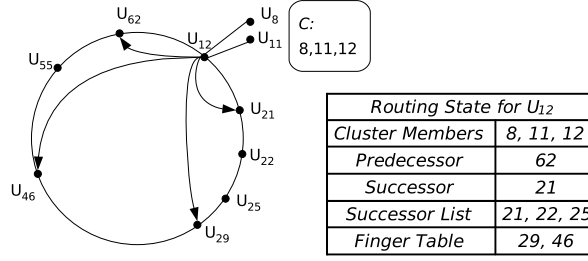 U62
U8
U12
U11
C:
8,11,12
U55
U21
U22
U46
U25
U29
Routing State for U12
Cluster Members 8, 11, 12
Predecessor 62
Successor 21
Successor List 21, 22, 25
Finger Table 29, 46